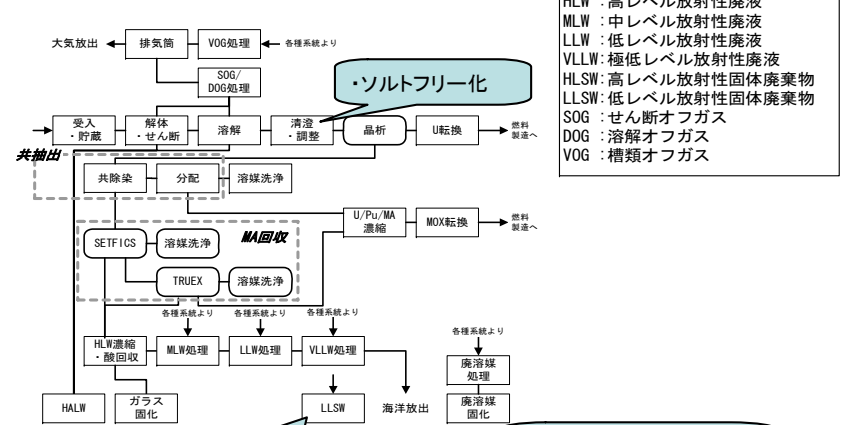 HLW :高レベル放射性廃液
MLW :中レベル放射性廃液
LLW :低レベル放射性廃液
VLLW:極低レベル放射性廃液
HLSW:高レベル放射性固体廃棄物
LLSW:低レベル放射性固体廃棄物
SOG :せん断オフガス
DOG :溶解オフガス
VOG :槽類オフガス
大気放出
排気筒
VOG処理
各種系統より
SOG/
DOG処理
・ソルトフリー化
受入
・貯蔵
解体
・せん断
溶解
清澄
・調整
晶析
U転換
燃料
製造へ
共抽出
共除染
分配
溶媒洗浄
U/Pu/MA
濃縮
MOX転換
燃料
製造へ
MA回収
SETFICS
溶媒洗浄
TRUEX
溶媒洗浄
各種系統より
各種系統より
各種系統より
各種系統より
HLW濃縮
・酸回収
MLW処理
LLW処理
VLLW処理
廃溶媒
処理
HALW
ガラス
固化
LLSW
海洋放出
廃溶媒
固化